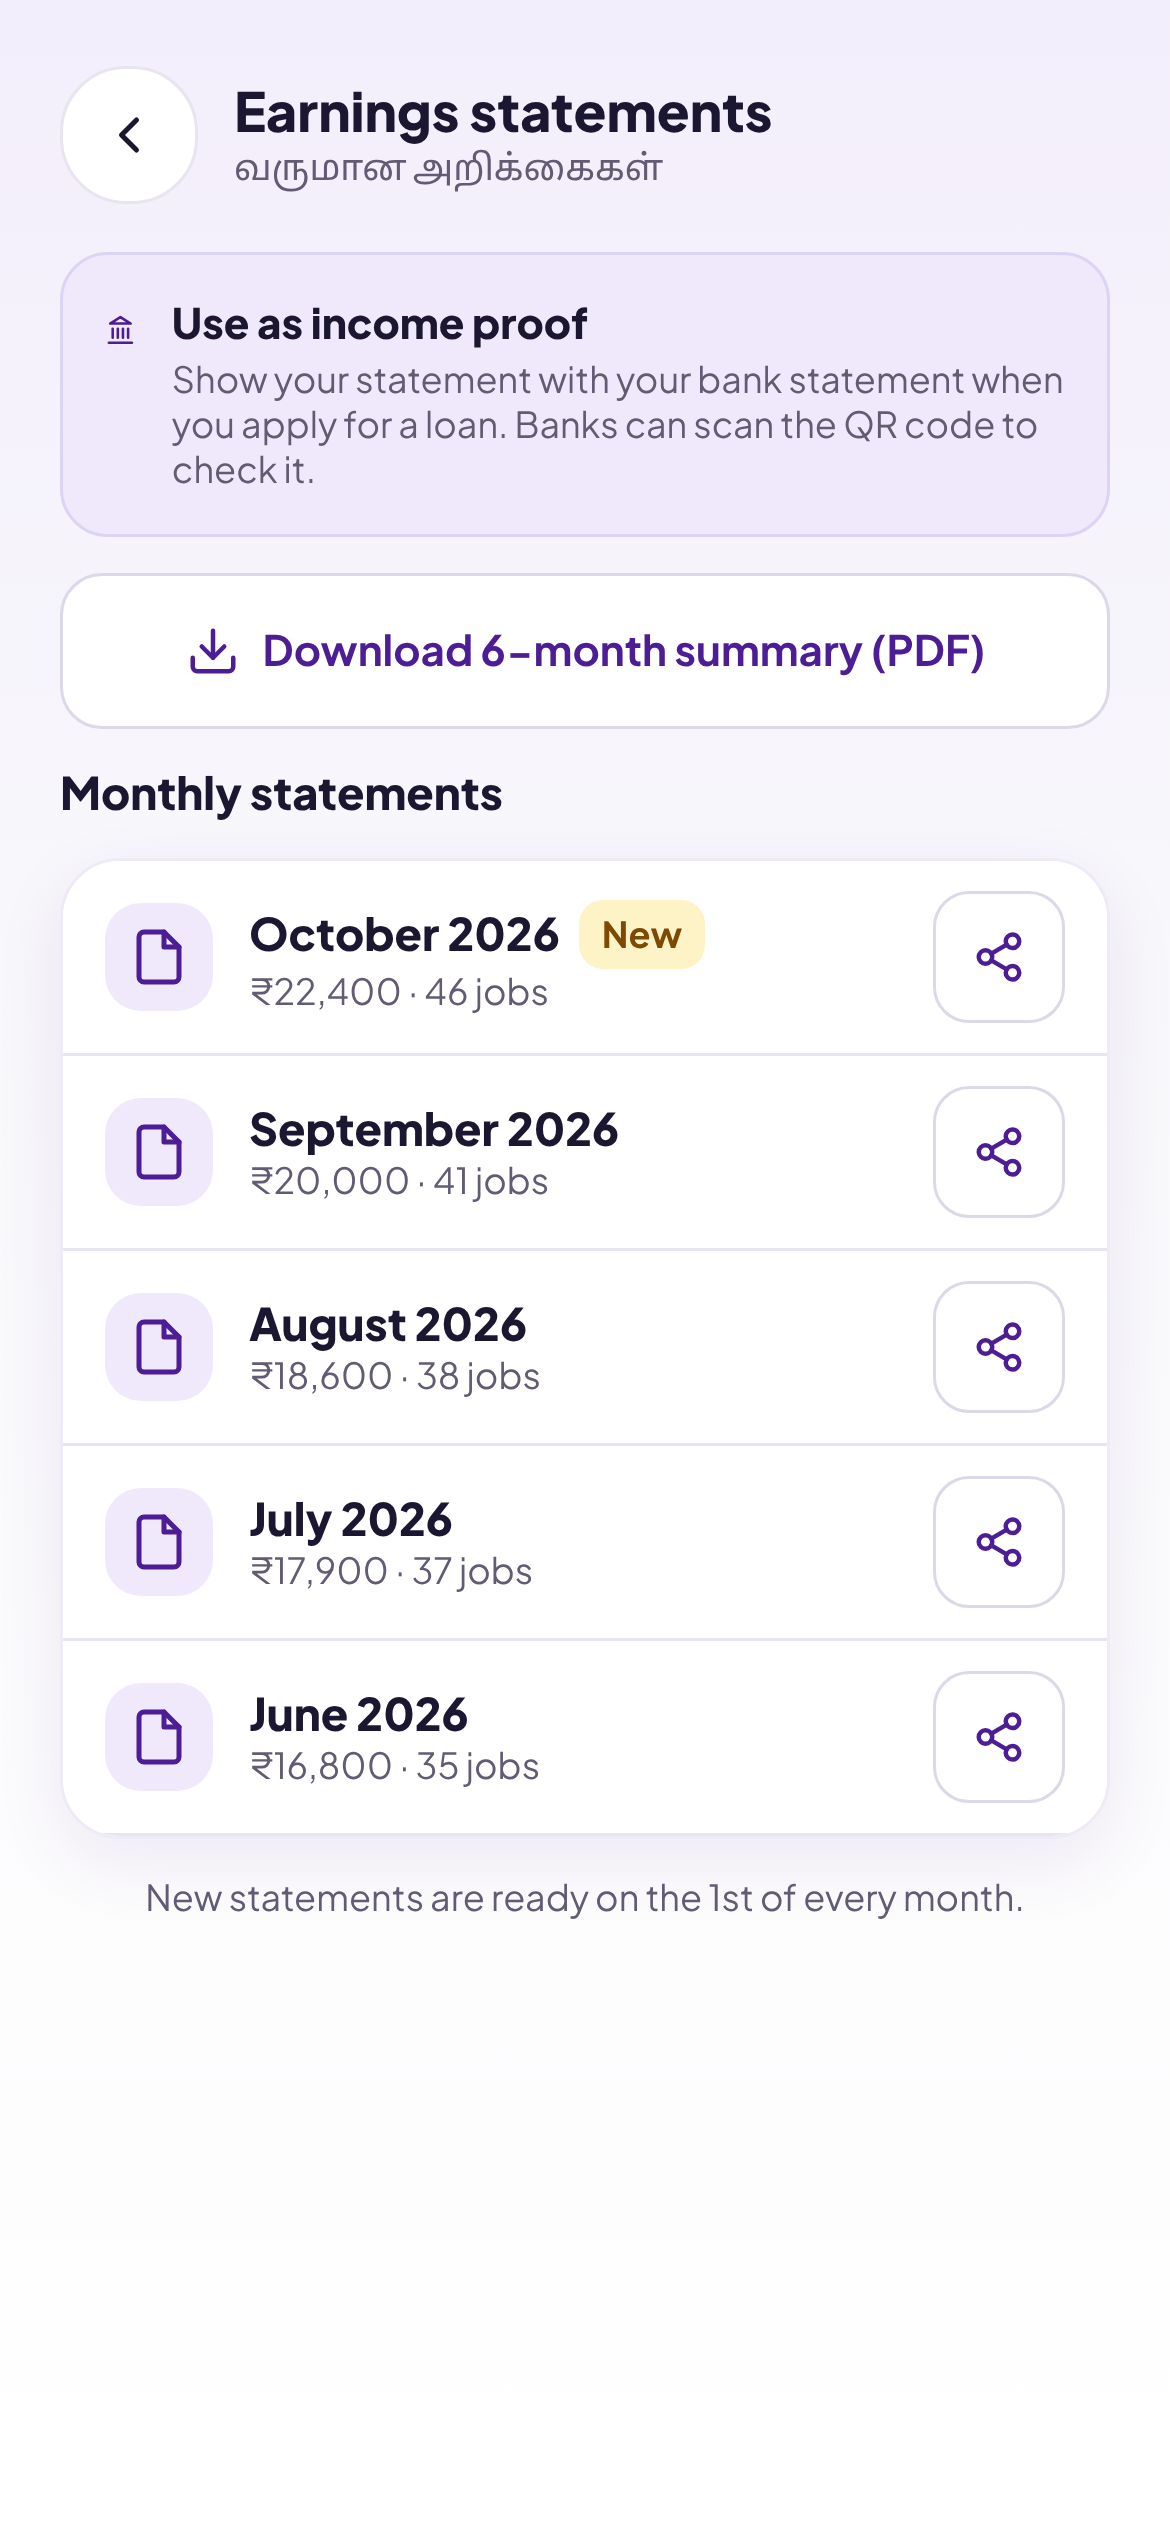 Earnings statements
வருமான அறிக்கைகள்
Use as income proof
Show your statement with your bank statement when
you apply for a loan. Banks can scan the QR code to
check it.
Download 6-month summary (PDF)
Monthly statements
October 2026 New
₹22,400 · 46 jobs
September 2026
₹20,000 · 41 jobs
August 2026
₹18,600 · 38 jobs
July 2026
₹17,900 · 37 jobs
June 2026
₹16,800 · 35 jobs
New statements are ready on the 1st of every month.